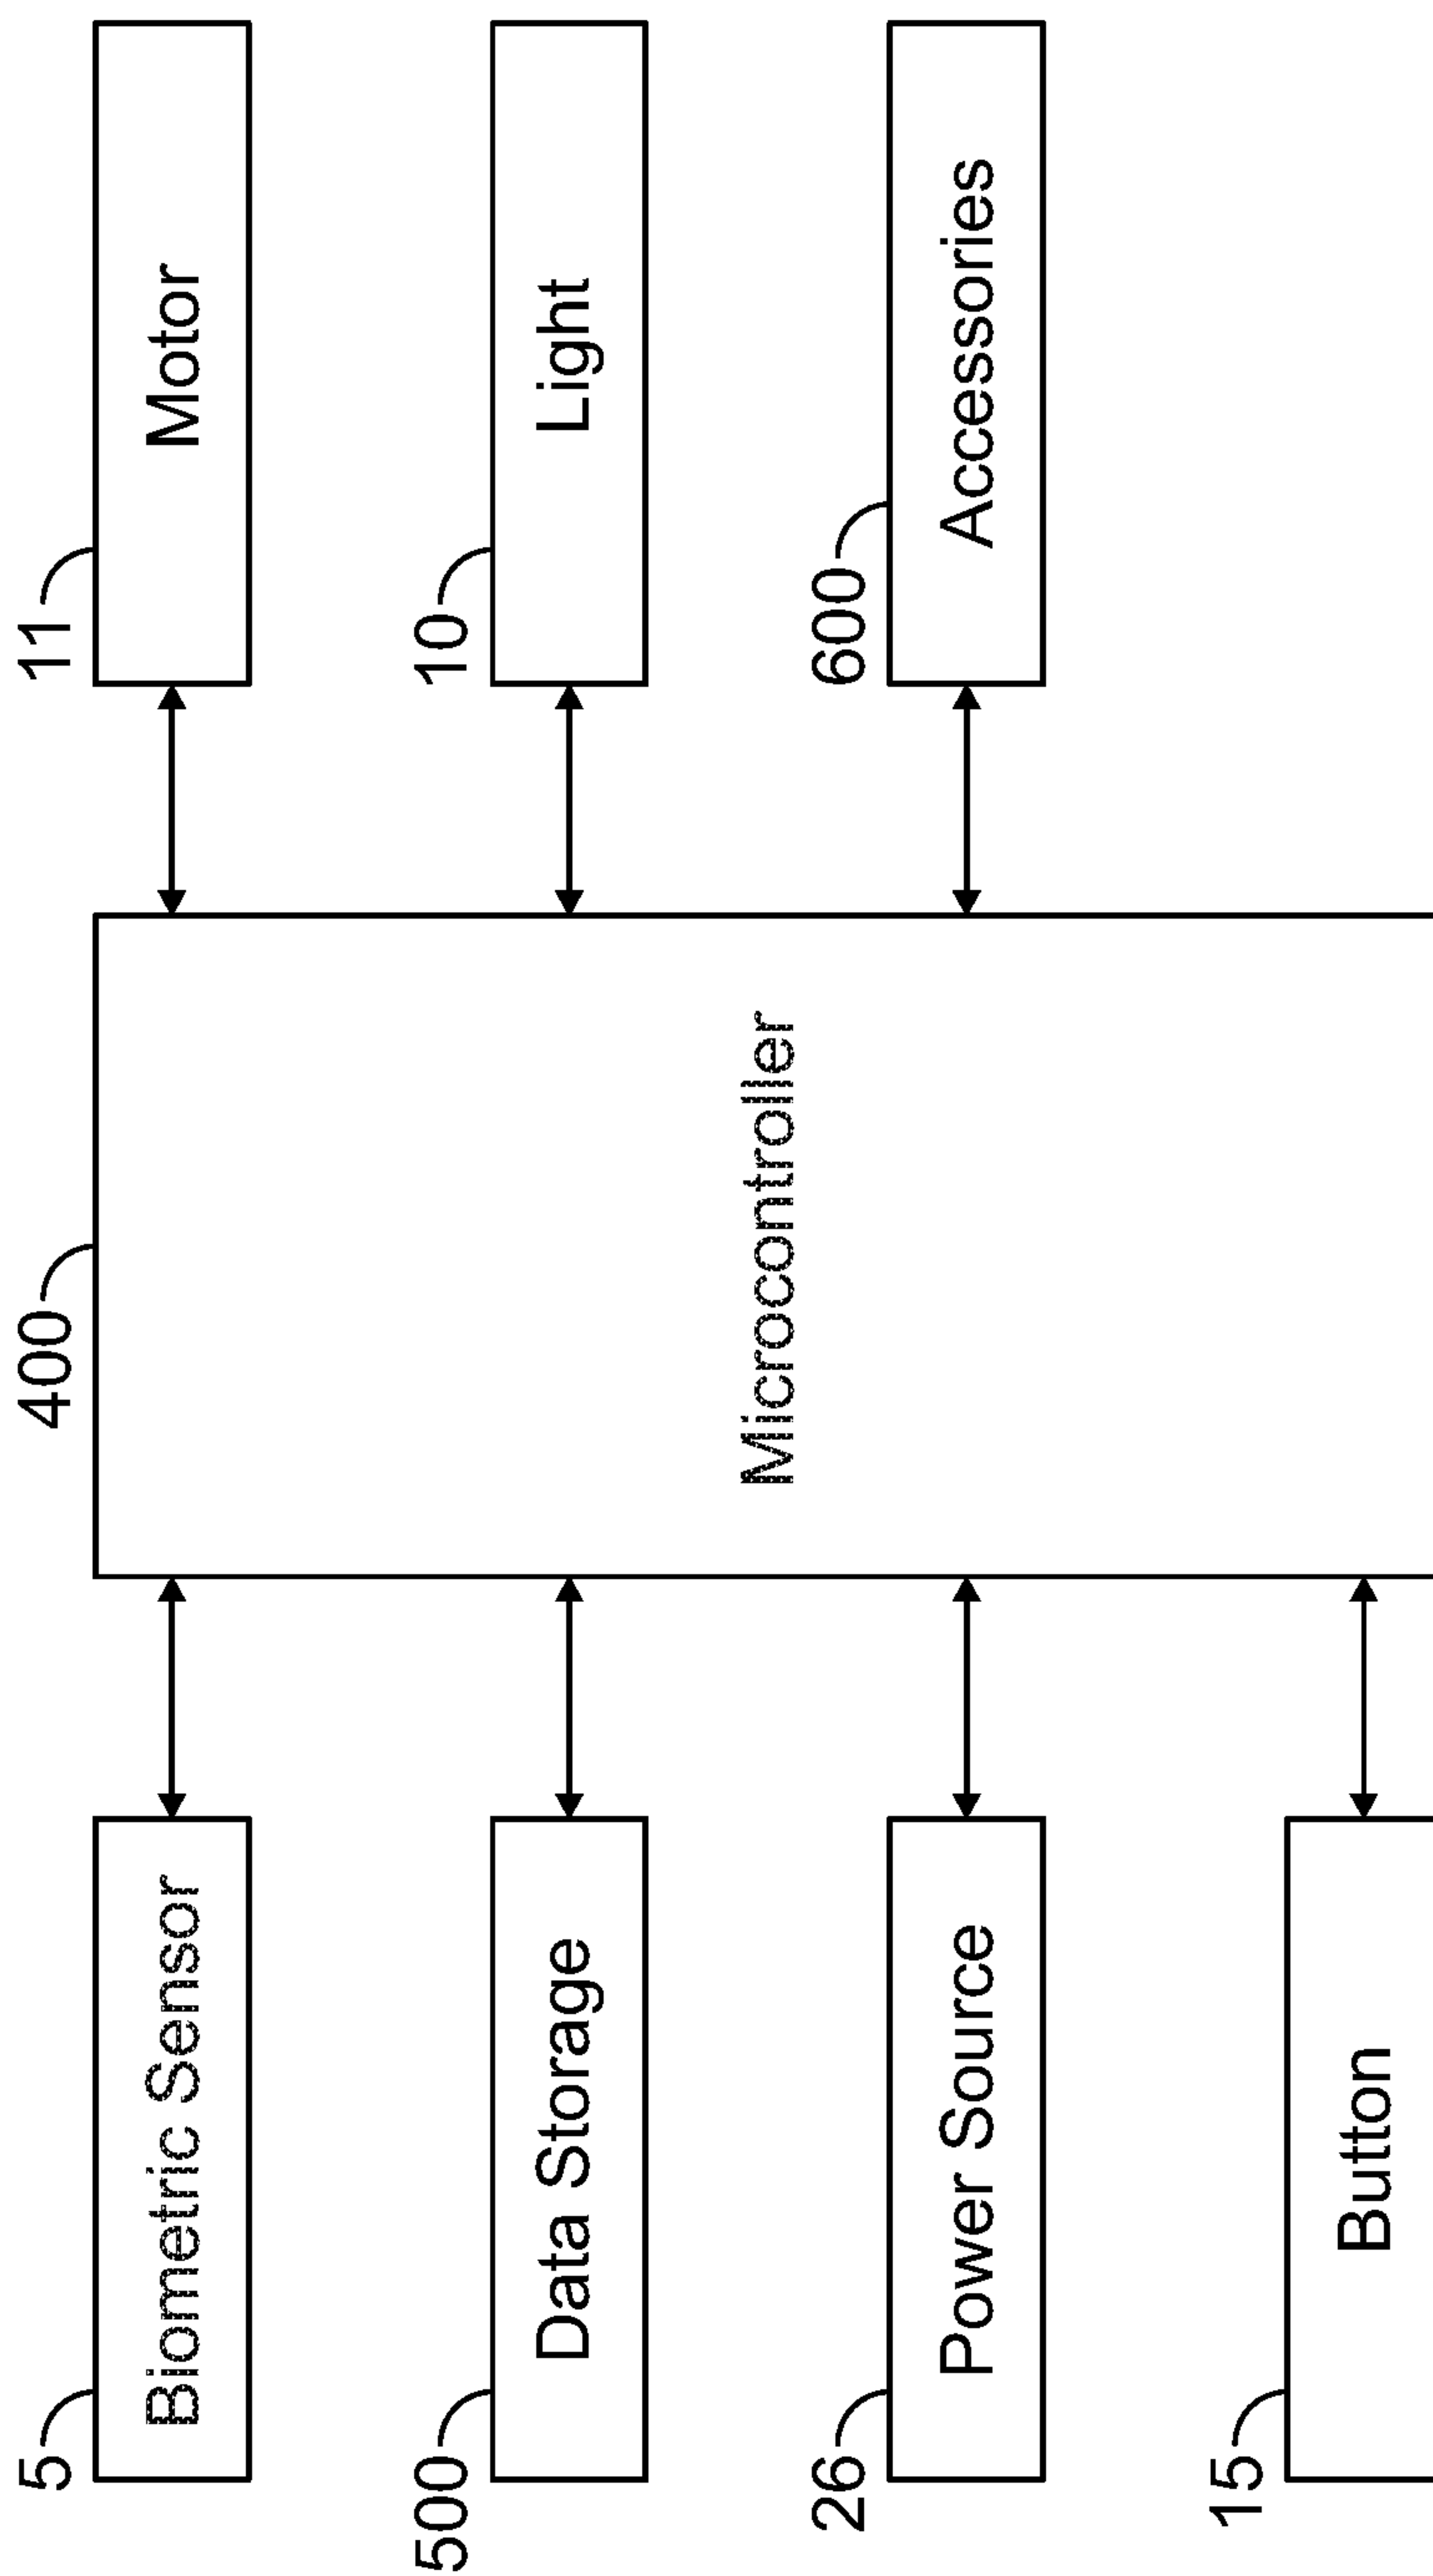 5
Biometric Sensor
500
Data Storage
26
Power Source
15
Button
400
Microcontroller
11
Motor
10
Light
600
Accessories